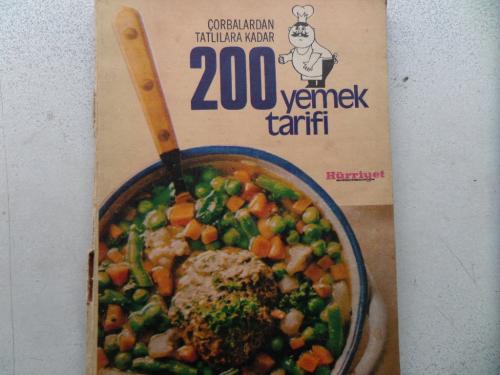 ÇORBALARDAN
TATLILARA KADAR
200 yemek
tarifi
Hürriyet